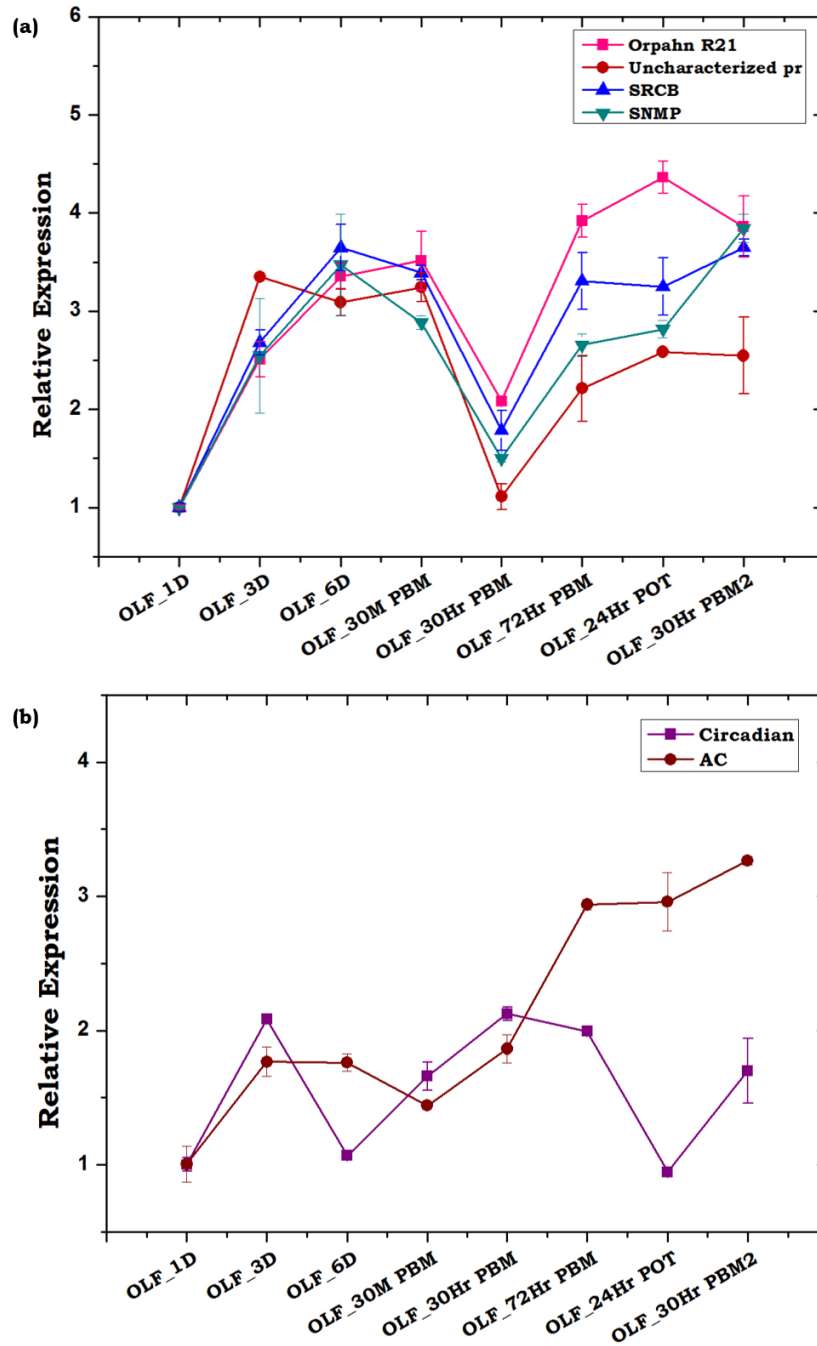 (a)
6
5
4
3
2
1
Relative Expression
Orpahn R21
Uncharacterized pr
SRCB
SNMP
OLF_1D
OLF_3D
OLF_6D
OLF_30M PBM
OLF_30Hr PBM
OLF_72Hr PBM
OLF_24Hr POT
OLF_30Hr PBM2
(b)
4
3
2
1
Relative Expression
Circadian
AC
OLF_1D
OLF_3D
OLF_6D
OLF_30M PBM
OLF_30Hr PBM
OLF_72Hr PBM
OLF_24Hr POT
OLF_30Hr PBM2